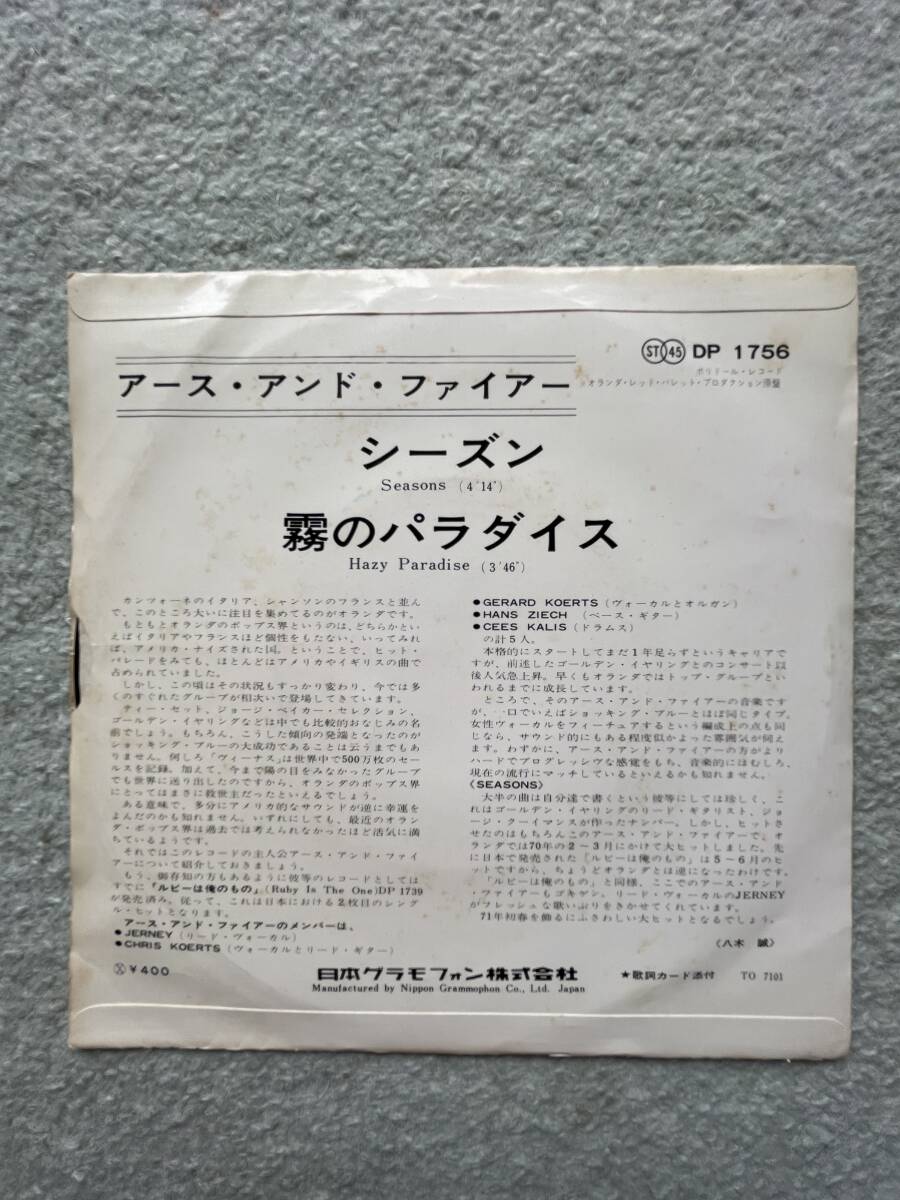 ST 45 DP 1756
ポリドール・レコード
オランダ・レッド・バレット・プロダクション原盤
アース・アンド・ファイアー
シーズン
Seasons (4'14")
霧のパラダイス
Hazy Paradise (3'46")
カンツォーネのイタリア、シャンソンのフランスと並ん
で、このところ大いに注目を集めてるのがオランダです。
もともとオランダのポップス界というのは、どちらかとい
えばイタリアやフランスほど個性をもたない、いってみれ
ば、アメリカ・ナイズされた国。ということで、ヒット・
パレードをみても、ほとんどはアメリカやイギリスの曲で
占められていました。
しかし、この頃はその状況もすっかり変わり、今では多
くのすぐれたグループが相次いで登場してきています。
ティー・セット、ジョージ・ベイカー・セレクション、
ゴールデン・イヤリングなどは中でも比較的おなじみの名
前でしょう。もちろん、こうした傾向の発端となったのが
ショッキング・ブルーの大成功であることは云うまでもあ
りません。何しろ「ヴィーナス」は世界中で500万枚のセー
ルスを記録。加えて、今まで陽の目をみなかったグループ
でも世界に送り出したのですから、オランダのポップス界
にとってはまさに救世主だったといえるでしょう。
ある意味で、多分にアメリカ的なサウンドが逆に幸運を
よんだのかも知れません。いずれにしても、最近のオラン
ダ・ポップス界は過去では考えられなかったほど活気に満
ちているようです。
それではこのレコードの主人公アース・アンド・ファイ
アーについて紹介しておきましょう。
もう、御存知の方もあるように彼等のレコードとしては
すでに「ルビーは俺のもの」(Ruby Is The One)DP 1739
が発売済み。従って、これは日本における2枚目のシング
ル・ヒットとなります。
アース・アンド・ファイアーのメンバーは、
●JERNEY(リード・ヴォーカル)
●CHRIS KOERTS(ヴォーカルとリード・ギター)
●GERARD KOERTS(ヴォーカルとオルガン)
●HANS ZIECH(ベース・ギター)
●CEES KALIS(ドラムス)
の計5人。
本格的にスタートしてまだ1年足らずというキャリアで
すが、前述したゴールデン・イヤリングとのコンサート以
後人気急上昇。早くもオランダではトップ・グループとい
われるまでに成長しています。
ところで、そのアース・アンド・ファイアーの音楽です
が、一口でいえばショッキング・ブルーとほぼ同じタイプ。
女性ヴォーカルをフィーチュアするという編成上の点も同
じなら、サウンド的にもある程度似かよった雰囲気が伺え
ます。わずかに、アース・アンド・ファイアーの方がより
ハードでプログレッシヴな感覚をもち、音楽的にはむしろ、
現在の流行にマッチしているといえるかも知れません。
《SEASONS》
大半の曲は自分達で書くという彼等にしては珍しく、こ
れはゴールデン・イヤリングのリード・ギタリスト、ジョ
ージ・クーイマンスが作ったナンバー。しかし、ヒットさ
せたのはもちろんこのアース・アンド・ファイアーで、オ
ランダでは70年の2~3月にかけて大ヒットしました。先
に日本で発売された「ルビーは俺のもの」は5~6月のヒ
ットですから、ちょうどオランダとは逆になったわけです。
「ルビーは俺のもの」と同様、ここでのアース・アンド
・ファイアーもゴキゲン。リード・ヴォーカルのJERNEY
がフレッシュな歌いぶりをきかせてくれています。
71年初春を飾るにふさわしい大ヒットとなるでしょう。
〈八木 誠〉
¥400
日本グラモフォン株式会社
Manufactured by Nippon Grammophon Co., Ltd. Japan
★歌詞カード添付 TO 7101